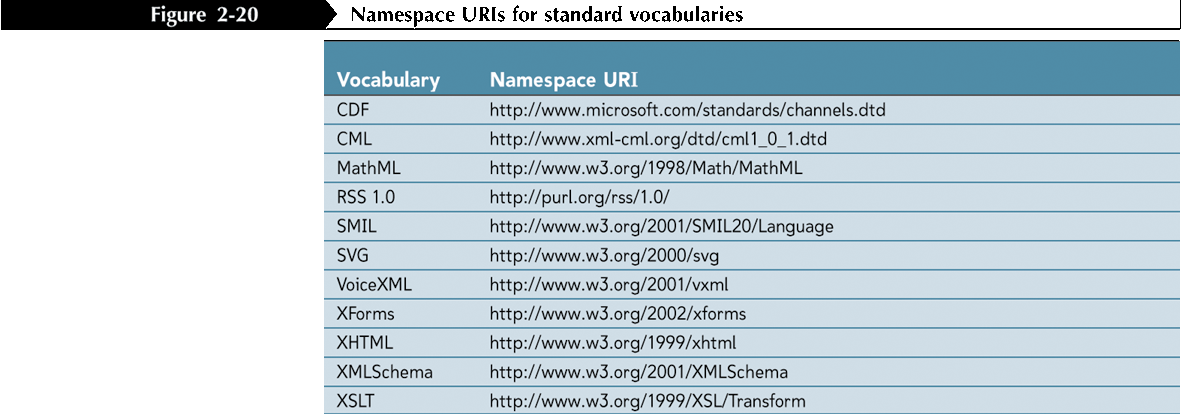 Figure 2-20 Namespace URIs for standard vocabularies
Vocabulary Namespace URI
CDF http://www.microsoft.com/standards/channels.dtd
CML http://www.xml-cml.org/dtd/cml1_0_1.dtd
MathML http://www.w3.org/1998/Math/MathML
RSS 1.0 http://purl.org/rss/1.0/
SMIL http://www.w3.org/2001/SMIL20/Language
SVG http://www.w3.org/2000/svg
VoiceXML http://www.w3.org/2001/vxml
XForms http://www.w3.org/2002/xforms
XHTML http://www.w3.org/1999/xhtml
XMLSchema http://www.w3.org/2001/XMLSchema
XSLT http://www.w3.org/1999/XSL/Transform